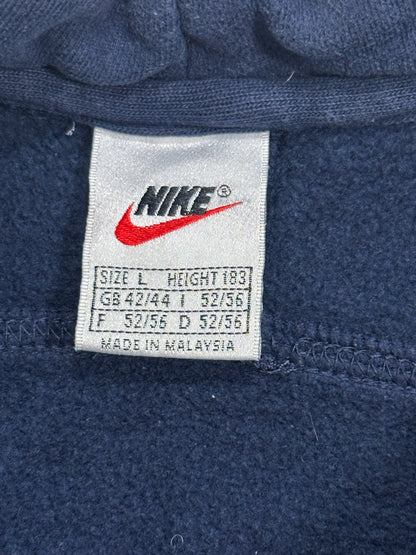 NIKE®
SIZE L HEIGHT 183
GB 42/44 I 52/56
F 52/56 D 52/56
MADE IN MALAYSIA